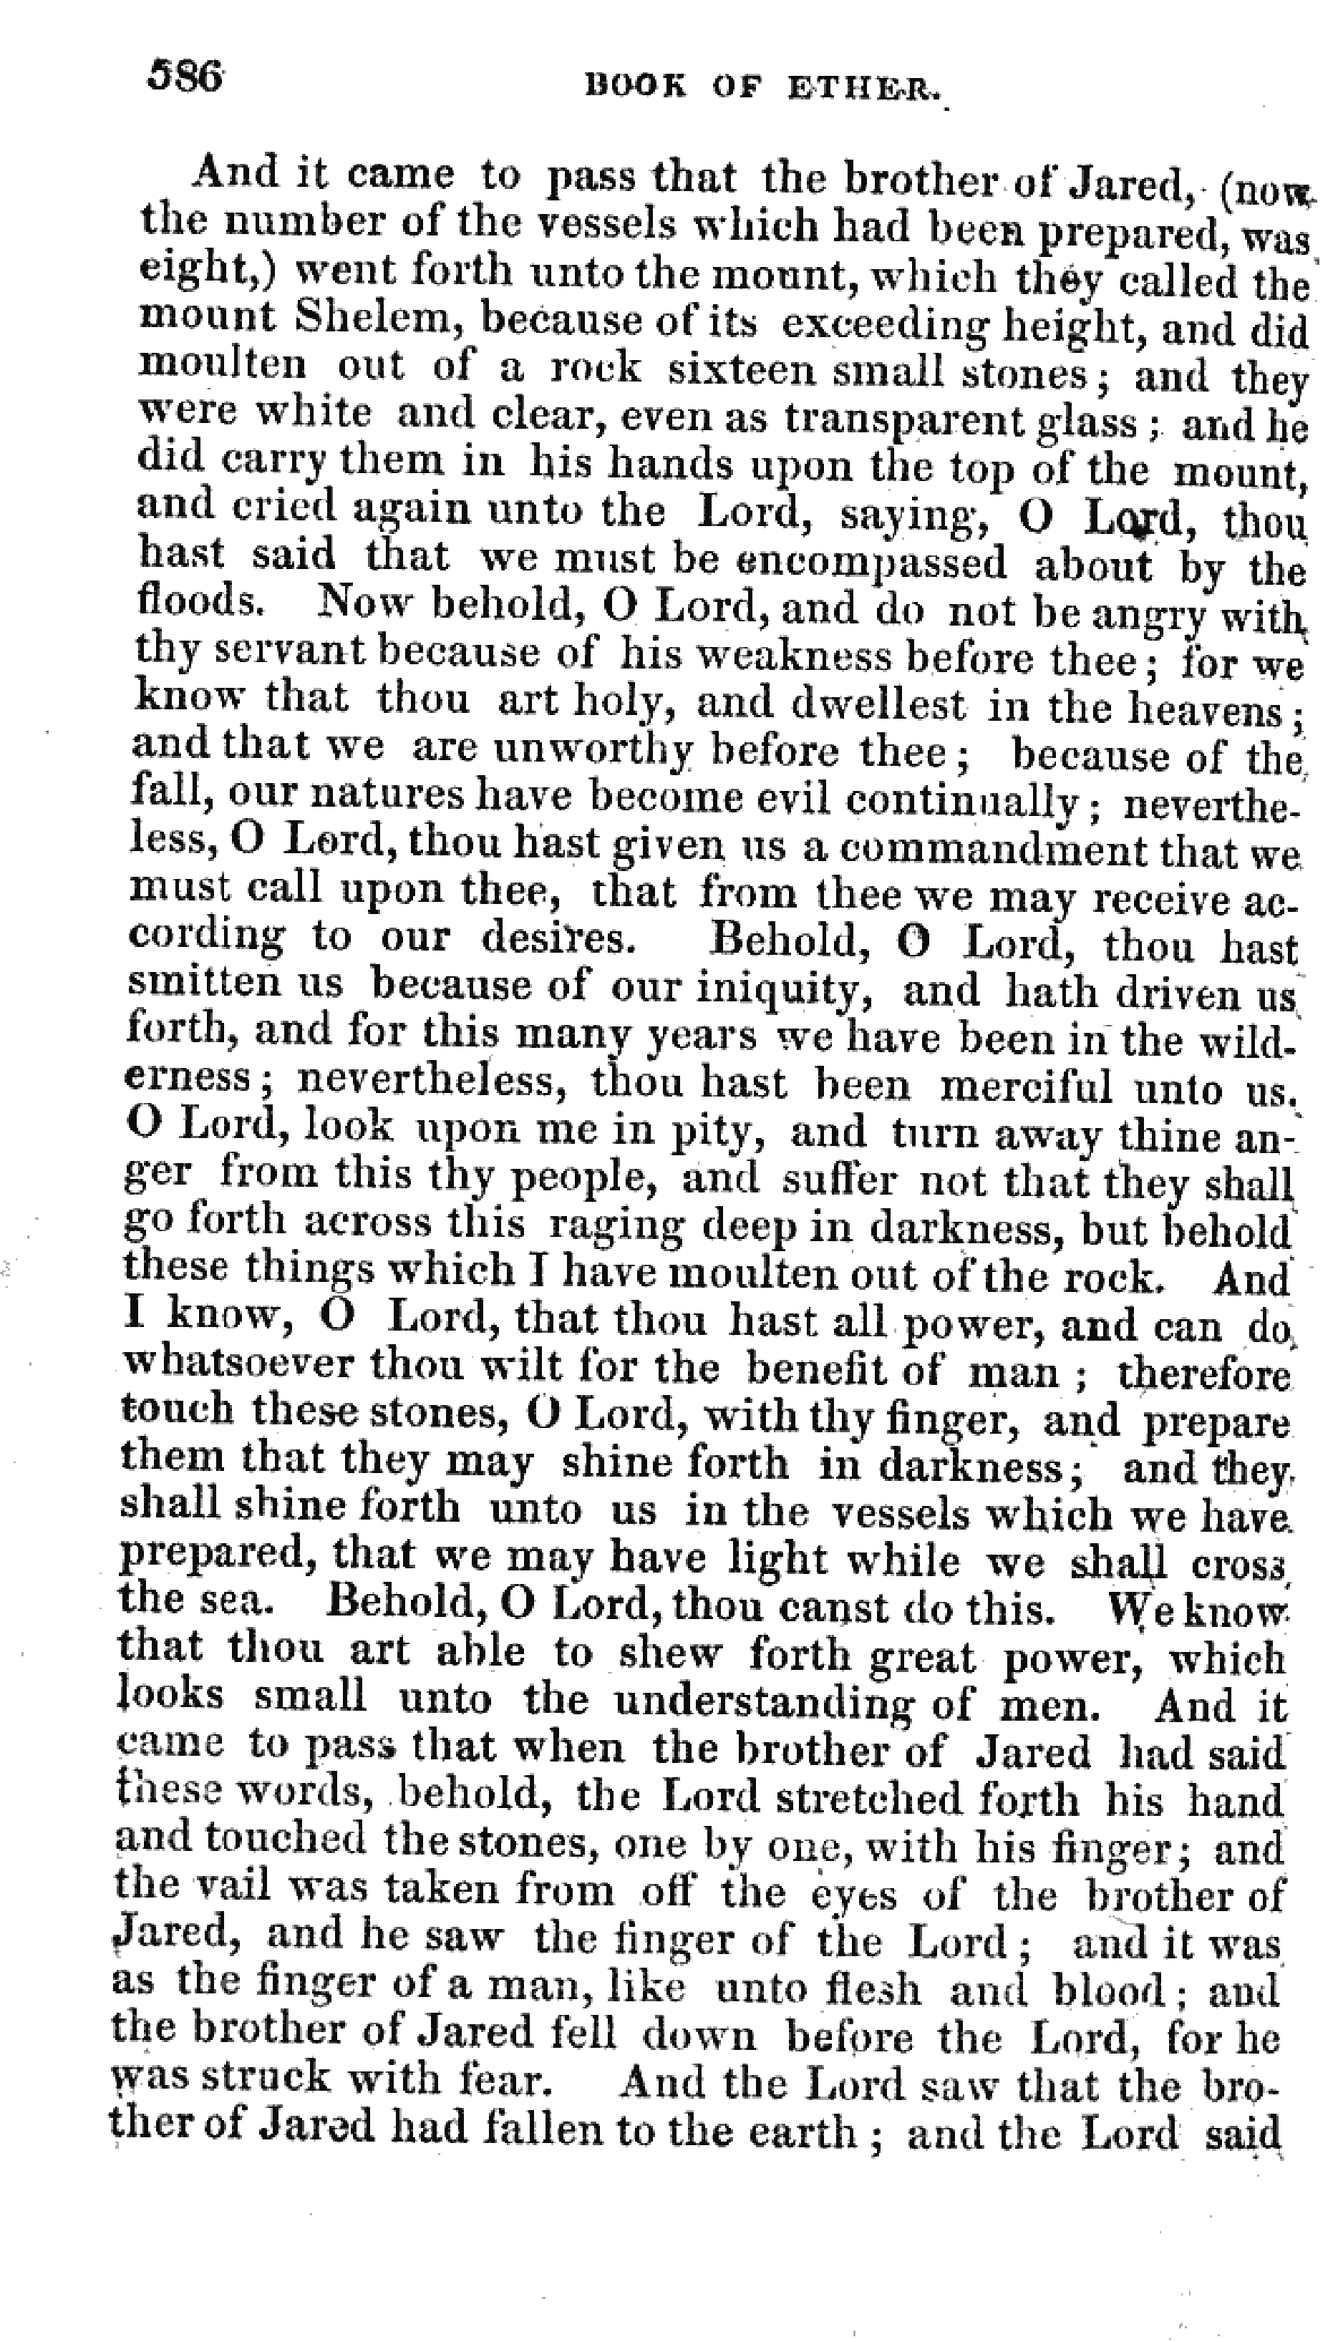 586
BOOK OF ETHER.
And it came to pass that the brother of Jared, (now
the number of the vessels which had been prepared, was
eight,) went forth unto the mount, which they called the
mount Shelem, because of its exceeding height, and did
moulten out of a rock sixteen small stones; and they
were white and clear, even as transparent glass; and he
did carry them in his hands upon the top of the mount,
and cried again unto the Lord, saying, O Lord, thou
hast said that we must be encompassed about by the
floods. Now behold, O Lord, and do not be angry with
thy servant because of his weakness before thee; for we
know that thou art holy, and dwellest in the heavens;
and that we are unworthy before thee; because of the
fall, our natures have become evil continually; neverthe-
less, O Lord, thou hast given us a commandment that we
must call upon thee, that from thee we may receive ac-
cording to our desires. Behold, O Lord, thou hast
smitten us because of our iniquity, and hath driven us
forth, and for this many years we have been in the wild-
erness; nevertheless, thou hast been merciful unto us.
O Lord, look upon me in pity, and turn away thine an-
ger from this thy people, and suffer not that they shall
go forth across this raging deep in darkness, but behold
these things which I have moulten out of the rock. And
I know, O Lord, that thou hast all power, and can do
whatsoever thou wilt for the benefit of man; therefore
touch these stones, O Lord, with thy finger, and prepare
them that they may shine forth in darkness; and they
shall shine forth unto us in the vessels which we have
prepared, that we may have light while we shall cross
the sea. Behold, O Lord, thou canst do this. We know
that thou art able to shew forth great power, which
looks small unto the understanding of men. And it
came to pass that when the brother of Jared had said
these words, behold, the Lord stretched forth his hand
and touched the stones, one by one, with his finger; and
the vail was taken from off the eyes of the brother of
Jared, and he saw the finger of the Lord; and it was
as the finger of a man, like unto flesh and blood; and
the brother of Jared fell down before the Lord, for he
was struck with fear. And the Lord saw that the bro-
ther of Jared had fallen to the earth; and the Lord said